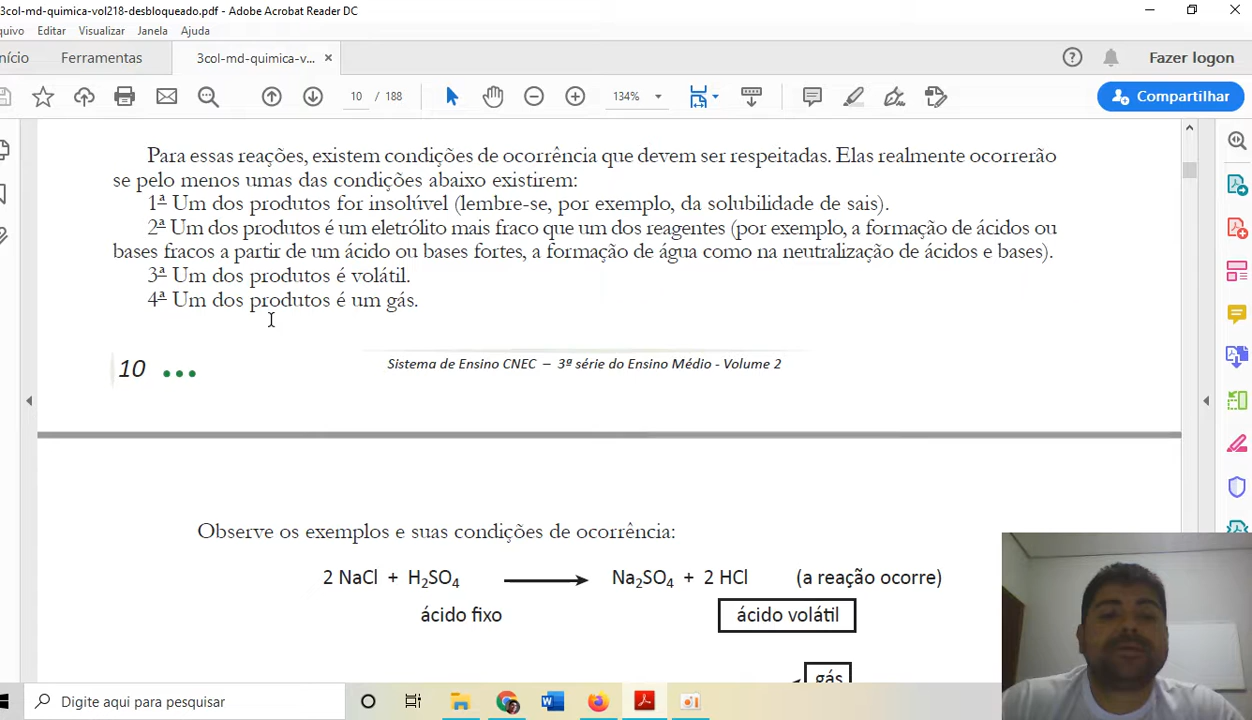 3col-md-quimica-vol218-desbloqueado.pdf - Adobe Acrobat Reader DC
rquivo Editar Visualizar Janela Ajuda
nício Ferramentas 3col-md-quimica-v... × Fazer logon
10 / 188 134% Compartilhar
Para essas reações, existem condições de ocorrência que devem ser respeitadas. Elas realmente ocorrerão
se pelo menos umas das condições abaixo existirem:
1ª Um dos produtos for insolúvel (lembre-se, por exemplo, da solubilidade de sais).
2ª Um dos produtos é um eletrólito mais fraco que um dos reagentes (por exemplo, a formação de ácidos ou
bases fracos a partir de um ácido ou bases fortes, a formação de água como na neutralização de ácidos e bases).
3ª Um dos produtos é volátil.
4ª Um dos produtos é um gás.
10 •••
Sistema de Ensino CNEC – 3ª série do Ensino Médio - Volume 2
Observe os exemplos e suas condições de ocorrência:
2 NaCl + H₂SO₄ ⟶ Na₂SO₄ + 2 HCl (a reação ocorre)
ácido fixo ácido volátil
gás
Digite aqui para pesquisar